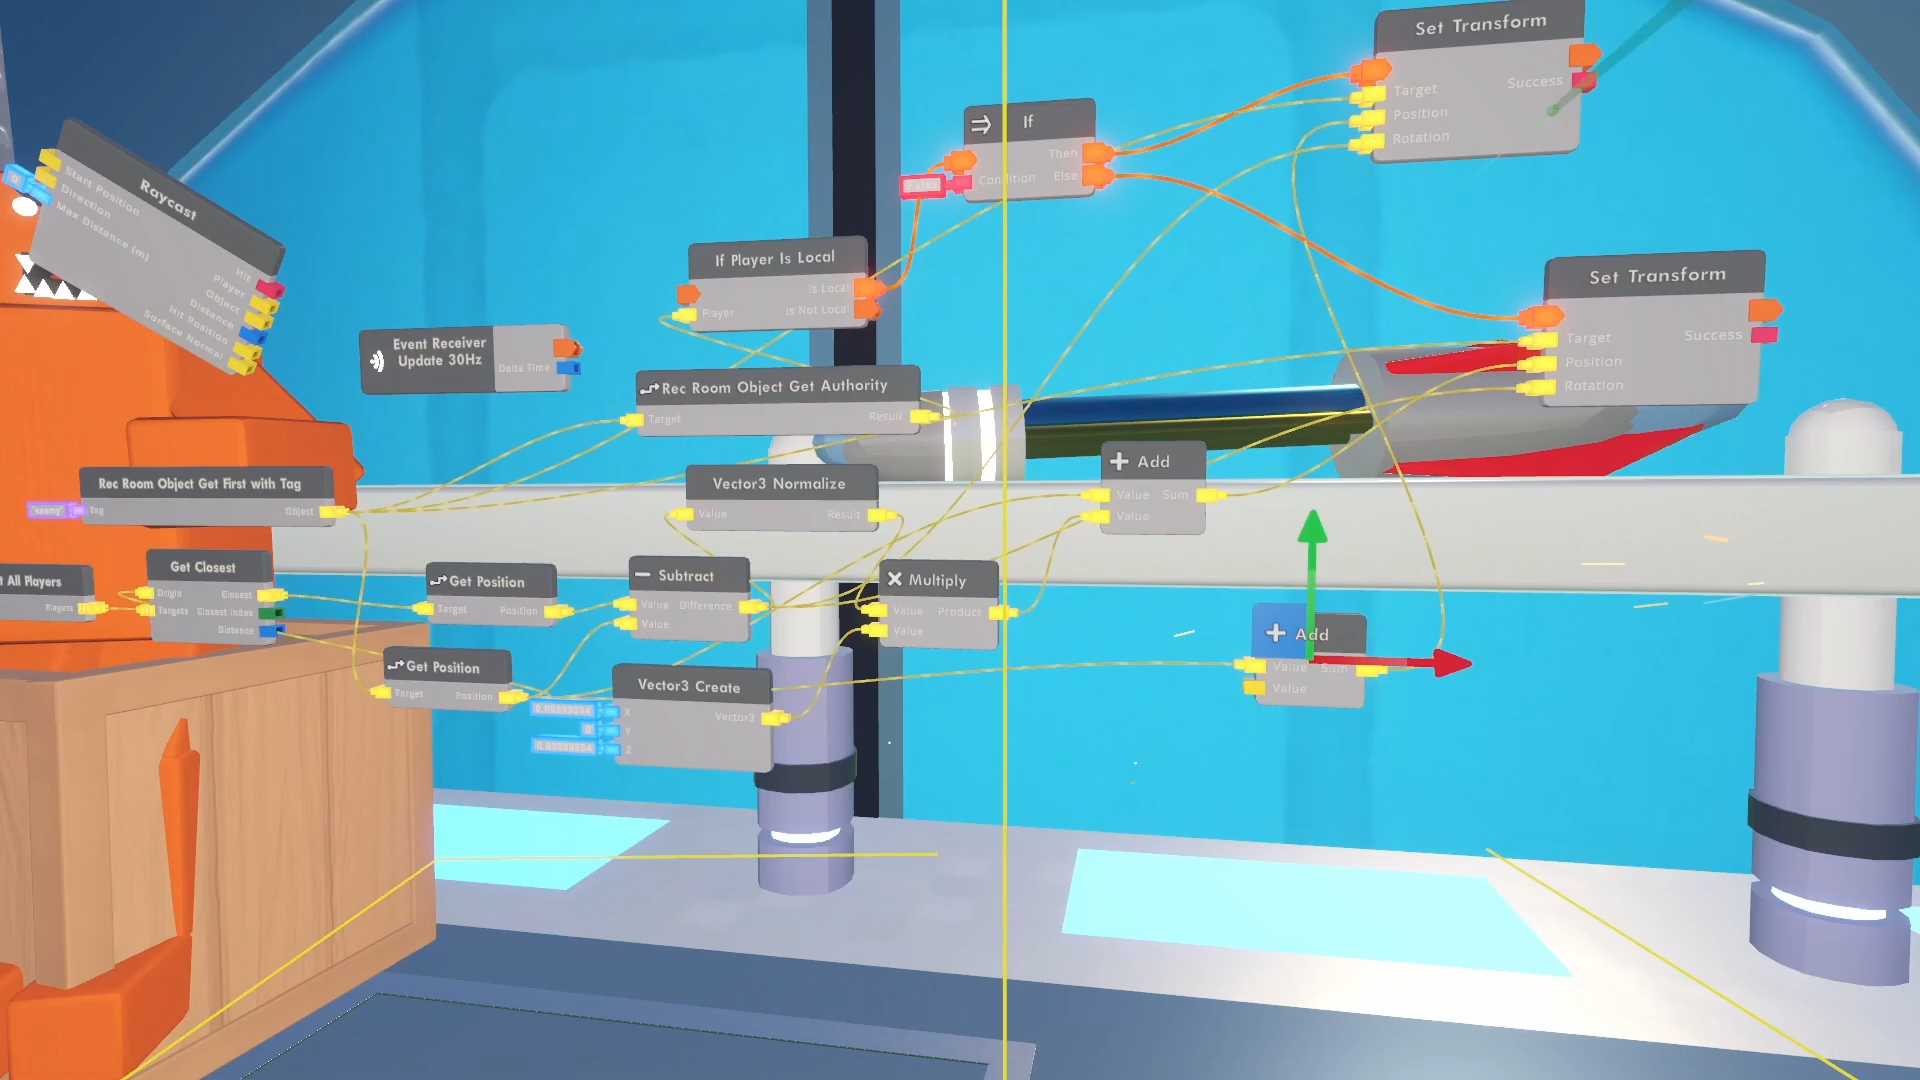 Set Transform
Target
Success
Position
Rotation
If
Then
Condition
Else
False
Raycast
Start Position
Direction
Max Distance (m)
Hit
Player
Object
Distance
Hit Position
Surface Normal
0
If Player Is Local
Is Local
Player
Is Not Local
Set Transform
Target
Success
Position
Rotation
Event Receiver
Update 30Hz
Delta Time
Rec Room Object Get Authority
Target
Result
Rec Room Object Get First with Tag
"enemy"
Tag
Object
Vector3 Normalize
Value
Result
Add
Value
Sum
Value
t All Players
Players
Get Closest
Origin
Closest
Targets
Closest Index
Distance
Get Position
Target
Position
Subtract
Value
Difference
Value
Multiply
Value
Product
Value
Get Position
Target
Position
Vector3 Create
X
Vector3
0
Y
Z
Add
Value
Sum
Value